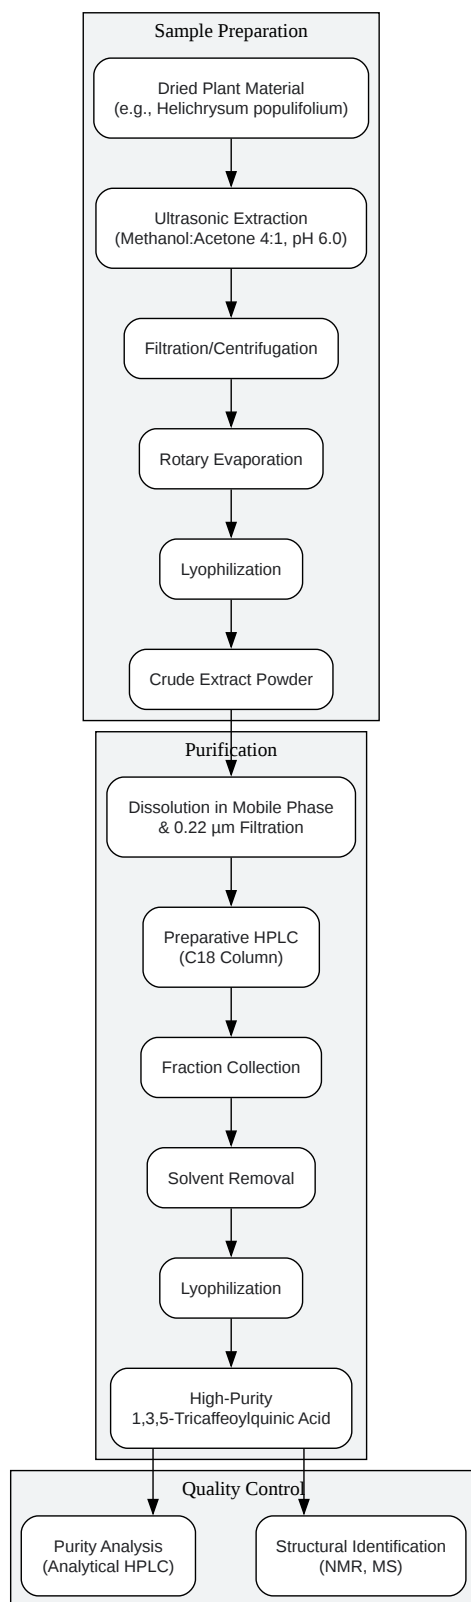 Sample Preparation
Dried Plant Material
(e.g., Helichrysum populifolium)
Ultrasonic Extraction
(Methanol:Acetone 4:1, pH 6.0)
Filtration/Centrifugation
Rotary Evaporation
Lyophilization
Crude Extract Powder
Purification
Dissolution in Mobile Phase
& 0.22 µm Filtration
Preparative HPLC
(C18 Column)
Fraction Collection
Solvent Removal
Lyophilization
High-Purity
1,3,5-Tricaffeoylquinic Acid
Quality Control
Purity Analysis
(Analytical HPLC)
Structural Identification
(NMR, MS)